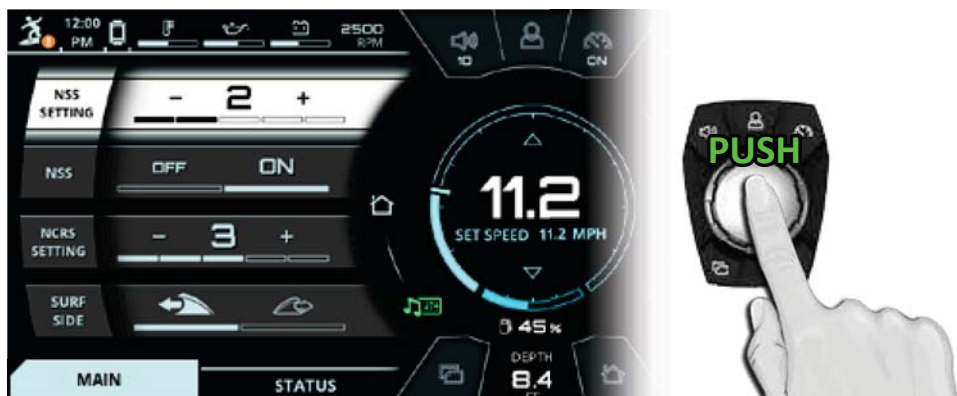 12:00
PM
2500
RPM
10
ON
NSS
SETTING
- 2 +
NSS
OFF ON
NCRS
SETTING
- 3 +
SURF
SIDE
11.2
SET SPEED 11.2 MPH
45%
DEPTH
8.4
MAIN
STATUS
PUSH